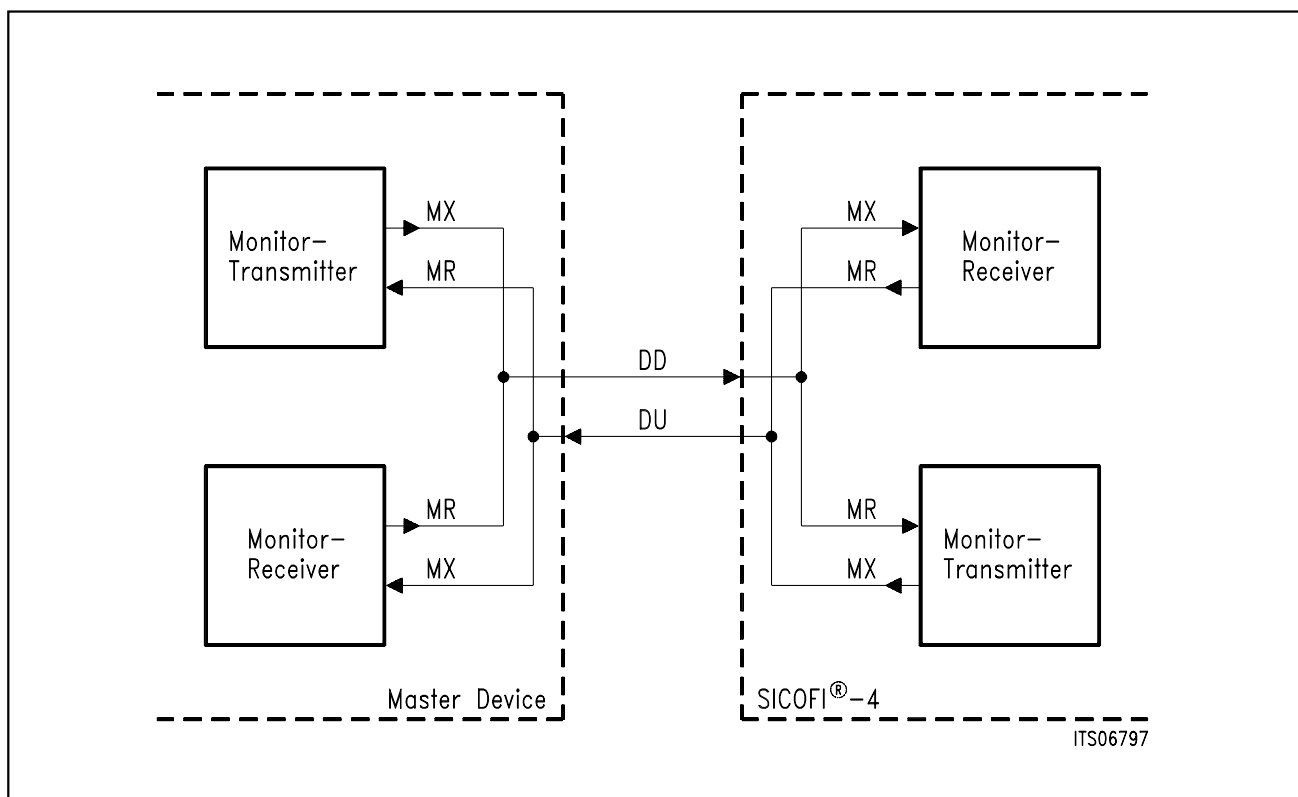 Monitor-
Transmitter
MX
MR
MX
MR
Monitor-
Receiver
DD
DU
Monitor-
Receiver
MR
MX
MR
MX
Monitor-
Transmitter
Master Device
SICOFI®-4
ITS06797